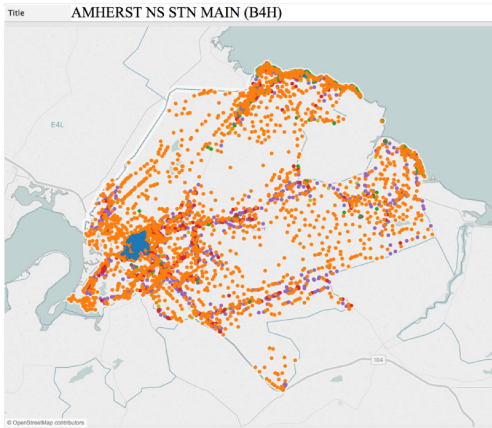 Title AMHERST NS STN MAIN (B4H)
E4L
104
© OpenStreetMap contributors